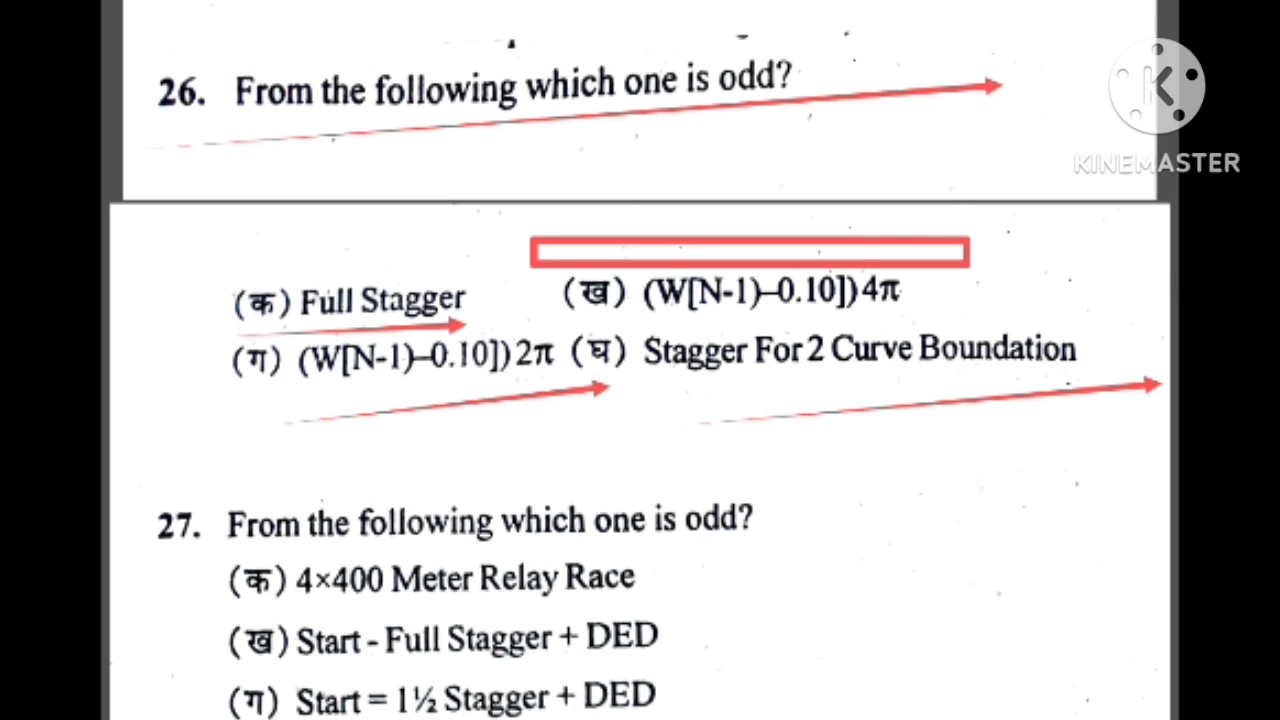 26. From the following which one is odd?
KINEMASTER
(क) Full Stagger (ख) (W[N-1)–0.10])4π
(ग) (W[N-1)–0.10])2π (घ) Stagger For 2 Curve Boundation
27. From the following which one is odd?
(क) 4×400 Meter Relay Race
(ख) Start - Full Stagger + DED
(ग) Start = 1½ Stagger + DED